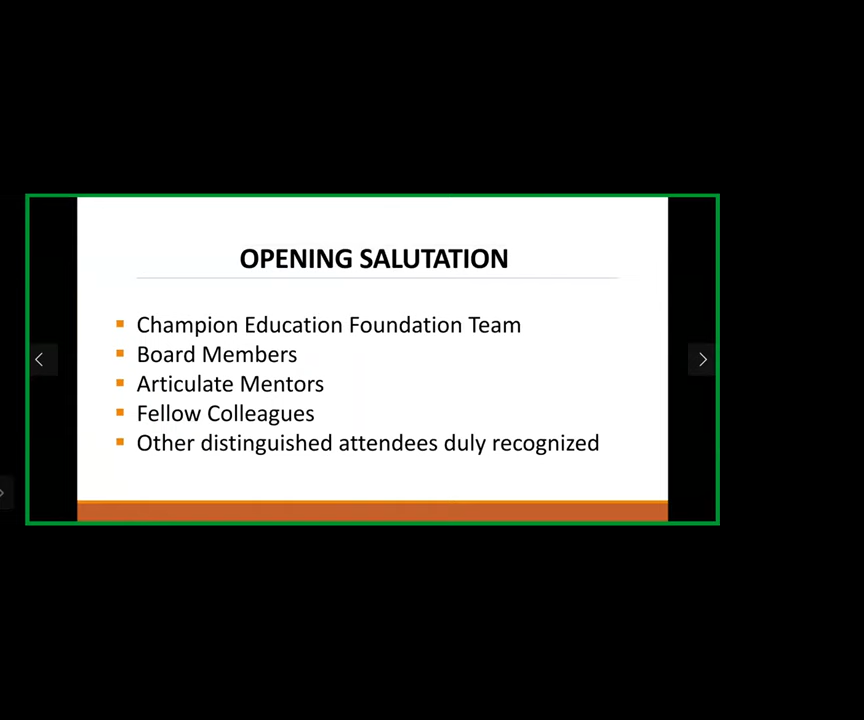 OPENING SALUTATION
Champion Education Foundation Team
Board Members
Articulate Mentors
Fellow Colleagues
Other distinguished attendees duly recognized